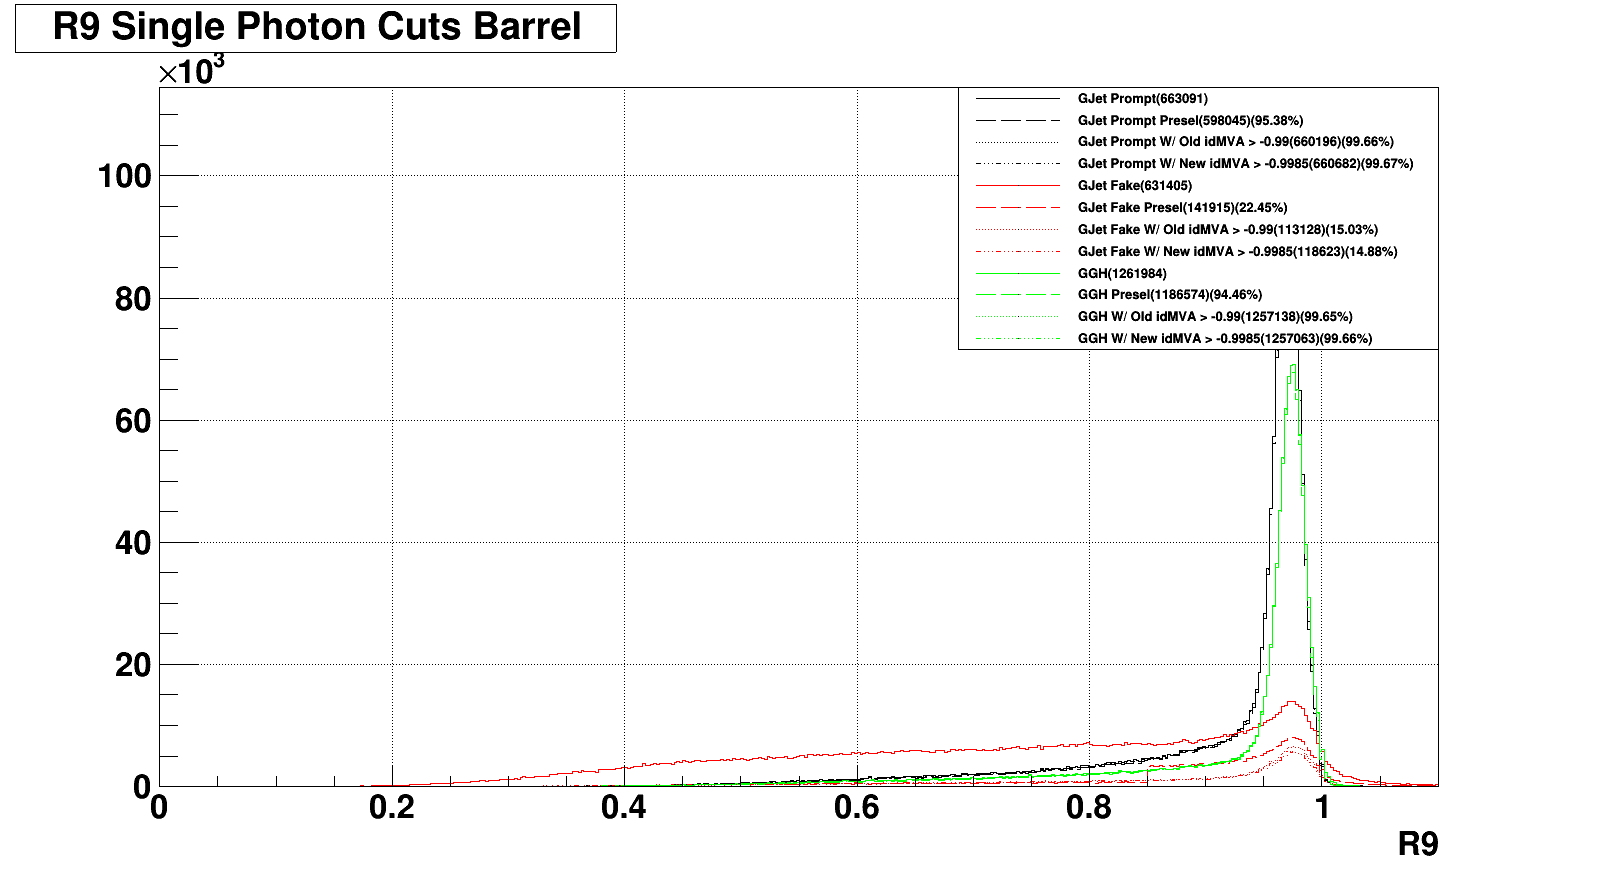 R9 Single Photon Cuts Barrel
×10³
GJet Prompt(663091)
GJet Prompt Presel(598045)(95.38%)
GJet Prompt W/ Old idMVA > -0.99(660196)(99.66%)
GJet Prompt W/ New idMVA > -0.9985(660682)(99.67%)
GJet Fake(631405)
GJet Fake Presel(141915)(22.45%)
GJet Fake W/ Old idMVA > -0.99(113128)(15.03%)
GJet Fake W/ New idMVA > -0.9985(118623)(14.88%)
GGH(1261984)
GGH Presel(1186574)(94.46%)
GGH W/ Old idMVA > -0.99(1257138)(99.65%)
GGH W/ New idMVA > -0.9985(1257063)(99.66%)
100
80
60
40
20
0
0 0.2 0.4 0.6 0.8 1
R9